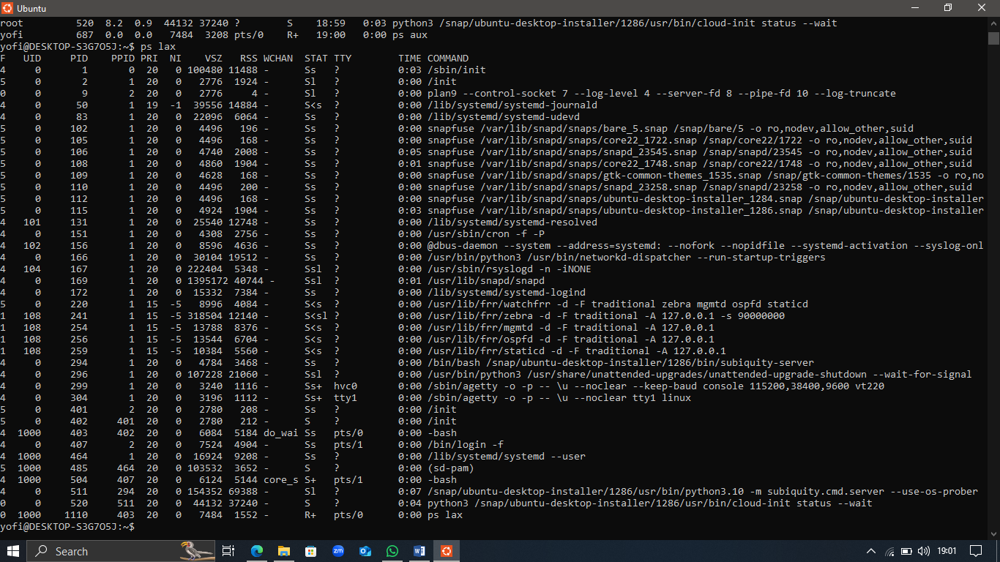 Ubuntu
root 520 8.2 0.9 44132 37240 ? S 18:59 0:03 python3 /snap/ubuntu-desktop-installer/1286/usr/bin/cloud-init status --wait
yofi 687 0.0 0.0 7484 3208 pts/0 R+ 19:00 0:00 ps aux
yofi@DESKTOP-S3G7O5J:~$ ps lax
F UID PID PPID PRI NI VSZ RSS WCHAN STAT TTY TIME COMMAND
4 0 1 0 20 0 100480 11488 - Ss ? 0:03 /sbin/init
5 0 2 1 20 0 2776 1924 - Sl ? 0:00 /init
0 0 9 2 20 0 2776 4 - Sl ? 0:00 plan9 --control-socket 7 --log-level 4 --server-fd 8 --pipe-fd 10 --log-truncate
4 0 50 1 19 -1 39556 14884 - S<s ? 0:00 /lib/systemd/systemd-journald
4 0 83 1 20 0 22096 6064 - Ss ? 0:00 /lib/systemd/systemd-udevd
5 0 102 1 20 0 4496 196 - Ss ? 0:00 snapfuse /var/lib/snapd/snaps/bare_5.snap /snap/bare/5 -o ro,nodev,allow_other,suid
5 0 105 1 20 0 4496 168 - Ss ? 0:00 snapfuse /var/lib/snapd/snaps/core22_1722.snap /snap/core22/1722 -o ro,nodev,allow_other,suid
5 0 106 1 20 0 4740 2008 - Ss ? 0:05 snapfuse /var/lib/snapd/snaps/snapd_23545.snap /snap/snapd/23545 -o ro,nodev,allow_other,suid
5 0 108 1 20 0 4860 1904 - Ss ? 0:01 snapfuse /var/lib/snapd/snaps/core22_1748.snap /snap/core22/1748 -o ro,nodev,allow_other,suid
5 0 109 1 20 0 4628 168 - Ss ? 0:00 snapfuse /var/lib/snapd/snaps/gtk-common-themes_1535.snap /snap/gtk-common-themes/1535 -o ro,no
5 0 110 1 20 0 4496 200 - Ss ? 0:00 snapfuse /var/lib/snapd/snaps/snapd_23258.snap /snap/snapd/23258 -o ro,nodev,allow_other,suid
5 0 112 1 20 0 4496 168 - Ss ? 0:00 snapfuse /var/lib/snapd/snaps/ubuntu-desktop-installer_1284.snap /snap/ubuntu-desktop-installer
5 0 115 1 20 0 4924 1904 - Ss ? 0:03 snapfuse /var/lib/snapd/snaps/ubuntu-desktop-installer_1286.snap /snap/ubuntu-desktop-installer
4 101 131 1 20 0 25540 12748 - Ss ? 0:00 /lib/systemd/systemd-resolved
4 0 151 1 20 0 4308 2756 - Ss ? 0:00 /usr/sbin/cron -f -P
4 102 156 1 20 0 8596 4636 - Ss ? 0:00 @dbus-daemon --system --address=systemd: --nofork --nopidfile --systemd-activation --syslog-onl
4 0 166 1 20 0 30104 19512 - Ss ? 0:00 /usr/bin/python3 /usr/bin/networkd-dispatcher --run-startup-triggers
4 104 167 1 20 0 222404 5348 - Ssl ? 0:00 /usr/sbin/rsyslogd -n -iNONE
4 0 169 1 20 0 1395172 40744 - Ssl ? 0:01 /usr/lib/snapd/snapd
4 0 172 1 20 0 15332 7384 - Ss ? 0:00 /lib/systemd/systemd-logind
5 0 220 1 15 -5 8996 4084 - S<s ? 0:00 /usr/lib/frr/watchfrr -d -F traditional zebra mgmtd ospfd staticd
1 108 241 1 15 -5 318504 12140 - S<sl ? 0:00 /usr/lib/frr/zebra -d -F traditional -A 127.0.0.1 -s 90000000
1 108 254 1 15 -5 13788 8376 - S<s ? 0:00 /usr/lib/frr/mgmtd -d -F traditional -A 127.0.0.1
1 108 256 1 15 -5 13544 6704 - S<s ? 0:00 /usr/lib/frr/ospfd -d -F traditional -A 127.0.0.1
1 108 259 1 15 -5 10384 5560 - S<s ? 0:00 /usr/lib/frr/staticd -d -F traditional -A 127.0.0.1
4 0 294 1 20 0 4784 3468 - Ss ? 0:00 /bin/bash /snap/ubuntu-desktop-installer/1286/bin/subiquity-server
4 0 296 1 20 0 107228 21060 - Ssl ? 0:00 /usr/bin/python3 /usr/share/unattended-upgrades/unattended-upgrade-shutdown --wait-for-signal
4 0 299 1 20 0 3240 1116 - Ss+ hvc0 0:00 /sbin/agetty -o -p -- \u --noclear --keep-baud console 115200,38400,9600 vt220
4 0 304 1 20 0 3196 1112 - Ss+ tty1 0:00 /sbin/agetty -o -p -- \u --noclear tty1 linux
5 0 401 2 20 0 2780 208 - Ss ? 0:00 /init
5 0 402 401 20 0 2780 212 - S ? 0:00 /init
4 1000 403 402 20 0 6084 5184 do_wai Ss pts/0 0:00 -bash
4 0 407 2 20 0 7524 4904 - Ss pts/1 0:00 /bin/login -f
4 1000 464 1 20 0 16924 9208 - Ss ? 0:00 /lib/systemd/systemd --user
5 1000 485 464 20 0 103532 3652 - S ? 0:00 (sd-pam)
4 1000 504 407 20 0 6124 5144 core_s S+ pts/1 0:00 -bash
4 0 511 294 20 0 154352 69388 - Sl ? 0:07 /snap/ubuntu-desktop-installer/1286/usr/bin/python3.10 -m subiquity.cmd.server --use-os-prober
0 0 520 511 20 0 44132 37240 - S ? 0:04 python3 /snap/ubuntu-desktop-installer/1286/usr/bin/cloud-init status --wait
0 1000 1110 403 20 0 7484 1552 - R+ pts/0 0:00 ps lax
yofi@DESKTOP-S3G7O5J:~$
Search zm 19:01